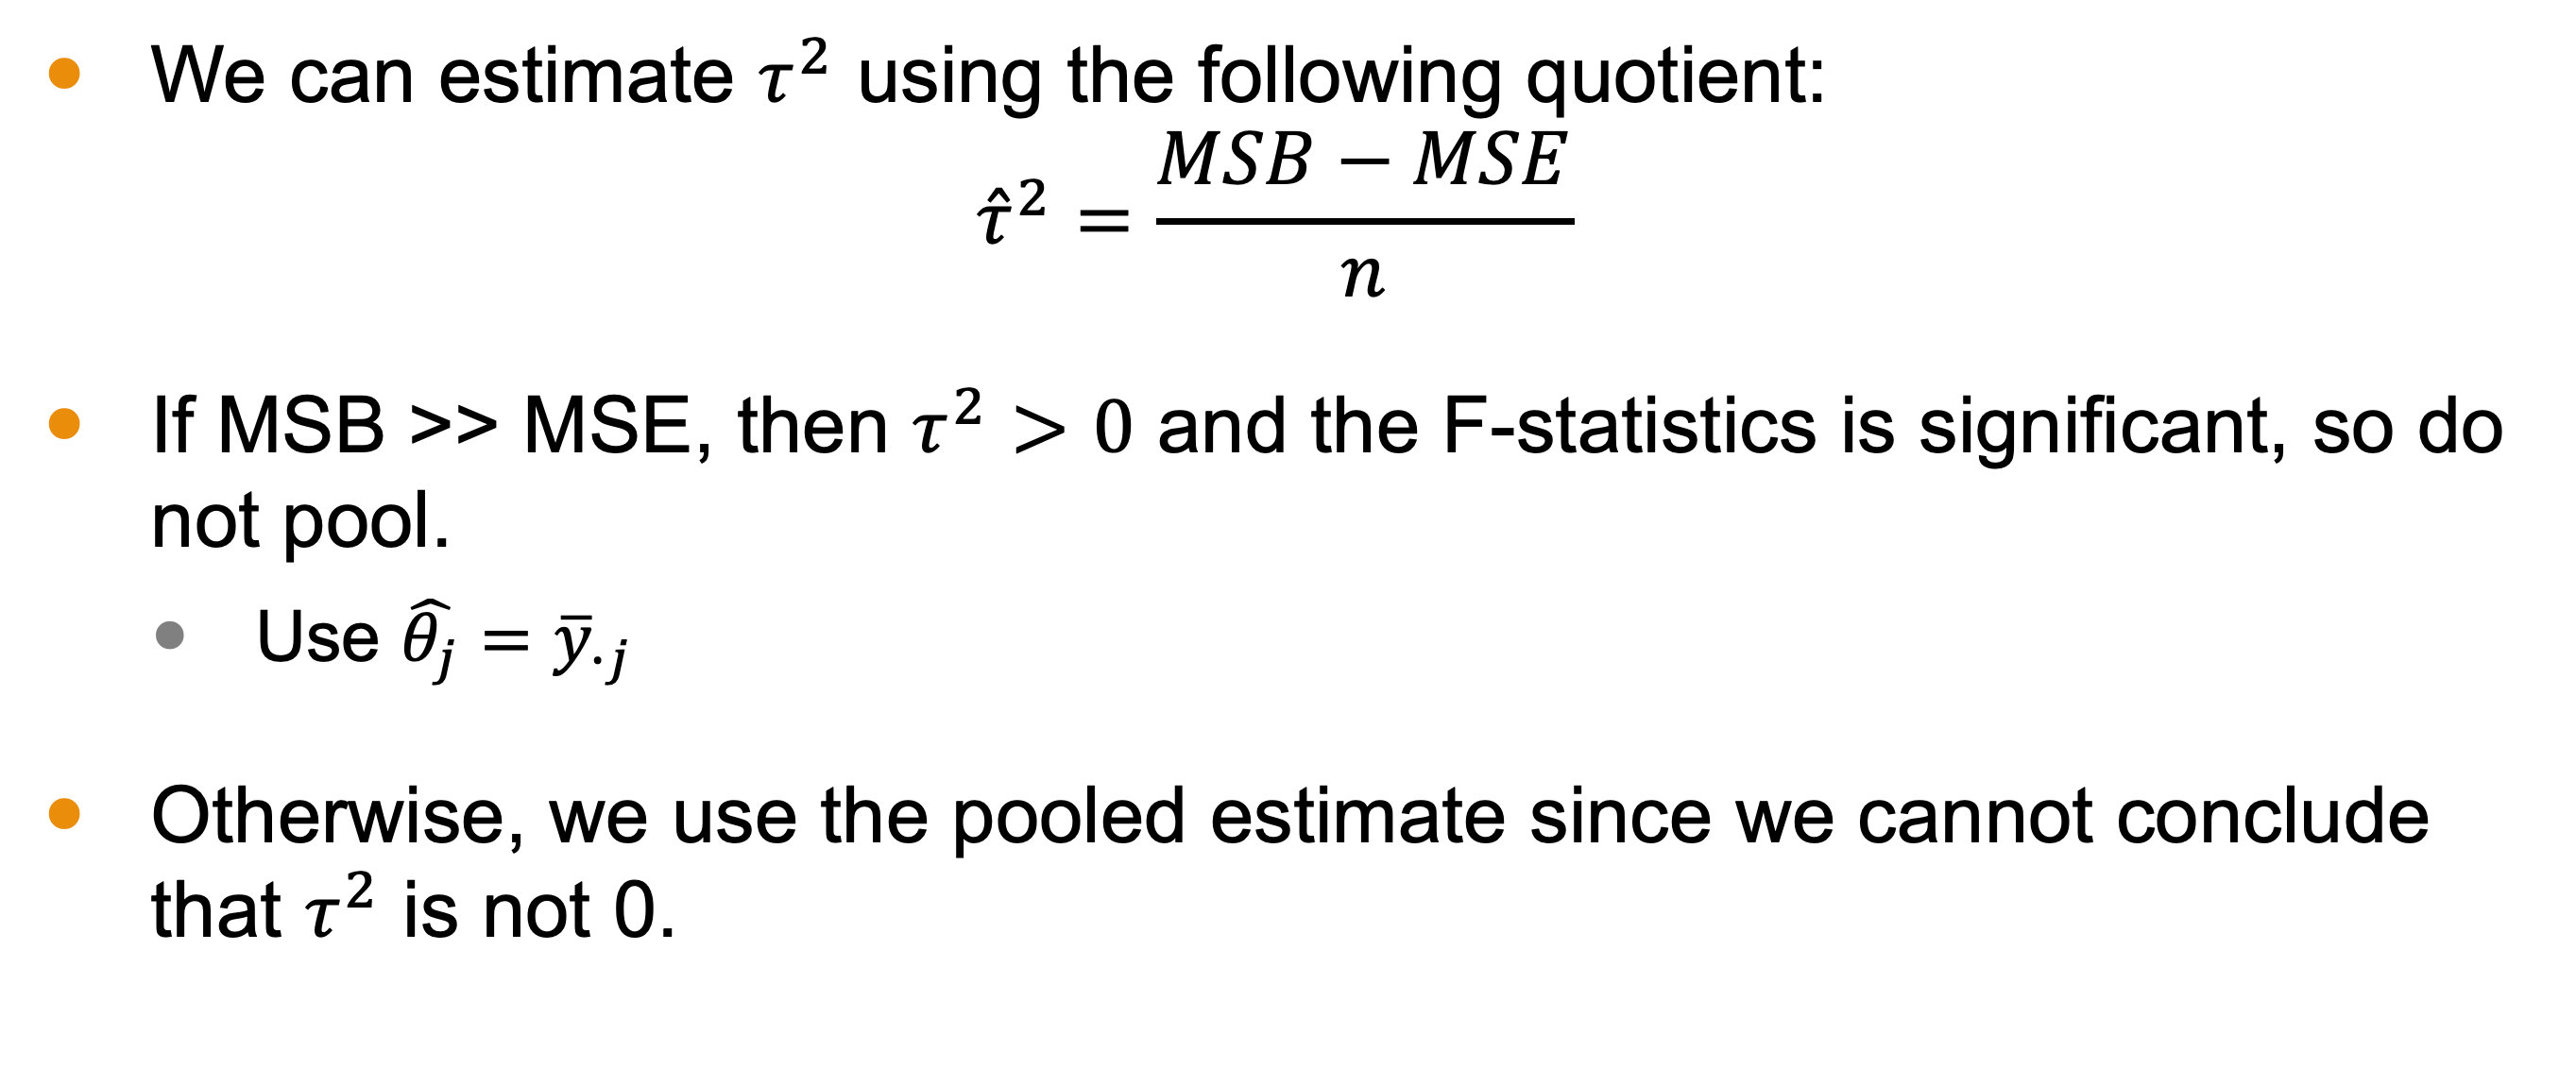 • We can estimate τ² using the following quotient:
τ̂² = (MSB − MSE) / n
• If MSB >> MSE, then τ² > 0 and the F-statistics is significant, so do
not pool.
• Use θ̂ⱼ = y̅.ⱼ
• Otherwise, we use the pooled estimate since we cannot conclude
that τ² is not 0.